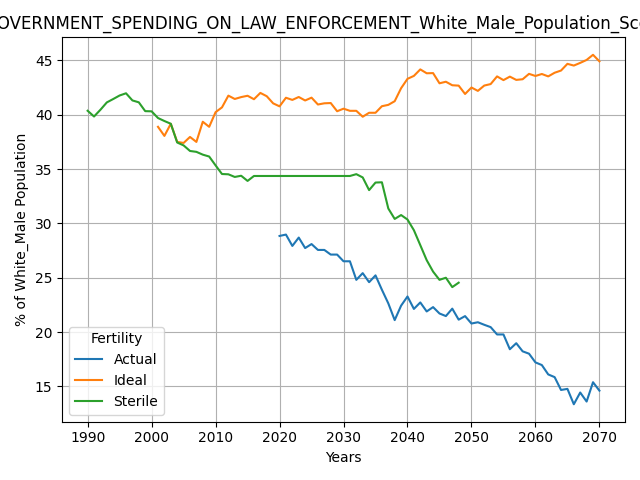 OVERNMENT_SPENDING_ON_LAW_ENFORCEMENT_White_Male_Population_Sc
45
40
35
30
25
20
15
% of White_Male Population
Fertility
Actual
Ideal
Sterile
1990 2000 2010 2020 2030 2040 2050 2060 2070
Years